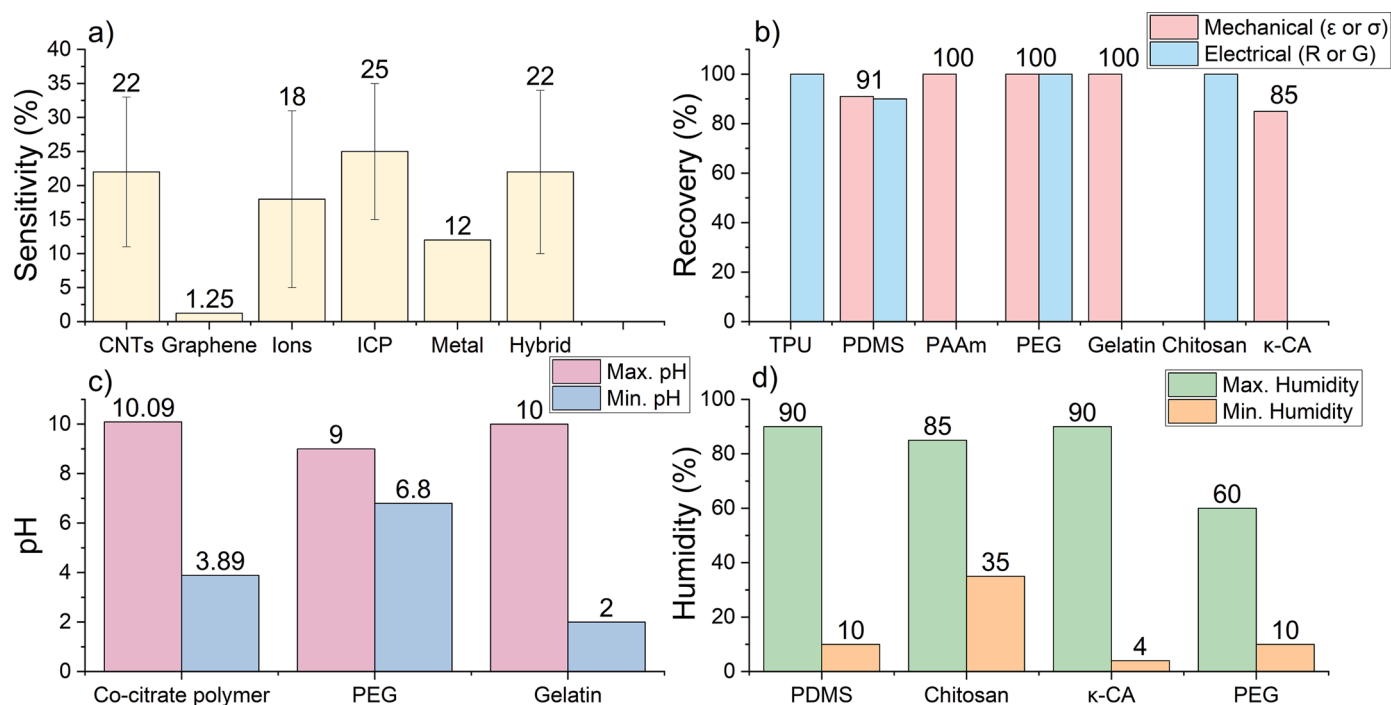 a)
Sensitivity (%)
40
35
30
25
20
15
10
5
0
22
1.25
18
25
12
22
CNTs Graphene Ions ICP Metal Hybrid
b)
Mechanical (ε or σ)
Electrical (R or G)
Recovery (%)
100
80
60
40
80
20
0
91
100
100
100
85
TPU PDMS PAAm PEG Gelatin Chitosan κ-CA
c)
Max. pH
Min. pH
pH
10
8
6
4
2
0
10.09
3.89
9
6.8
10
2
Co-citrate polymer PEG Gelatin
d)
Max. Humidity
Min. Humidity
Humidity (%)
100
80
60
40
20
0
90
10
85
35
90
4
60
10
PDMS Chitosan κ-CA PEG